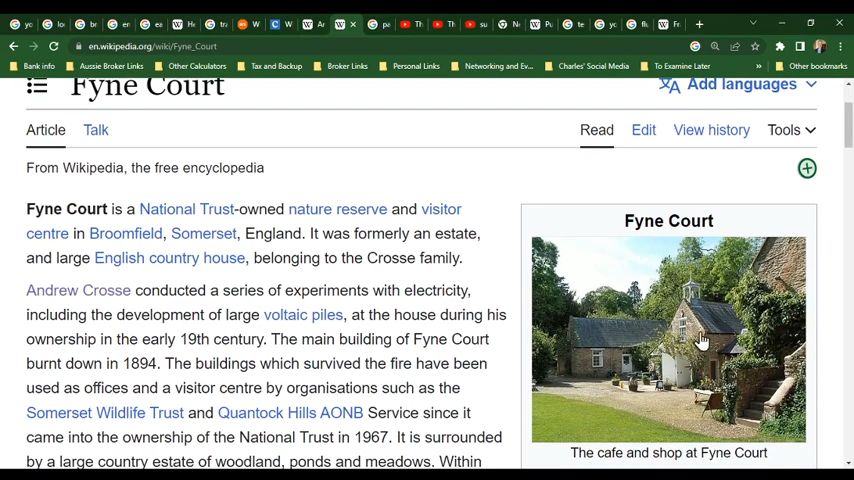 en.wikipedia.org/wiki/Fyne_Court
Bank info
Aussie Broker Links
Other Calculators
Tax and Backup
Broker Links
Personal Links
Networking and Ev...
Charles' Social Media
To Examine Later
»
Other bookmarks
Fyne Court
Add languages
Article
Talk
Read
Edit
View history
Tools
From Wikipedia, the free encyclopedia
Fyne Court is a National Trust-owned nature reserve and visitor
centre in Broomfield, Somerset, England. It was formerly an estate,
and large English country house, belonging to the Crosse family.
Andrew Crosse conducted a series of experiments with electricity,
including the development of large voltaic piles, at the house during his
ownership in the early 19th century. The main building of Fyne Court
burnt down in 1894. The buildings which survived the fire have been
used as offices and a visitor centre by organisations such as the
Somerset Wildlife Trust and Quantock Hills AONB Service since it
came into the ownership of the National Trust in 1967. It is surrounded
by a large country estate of woodland, ponds and meadows. Within
Fyne Court
The cafe and shop at Fyne Court